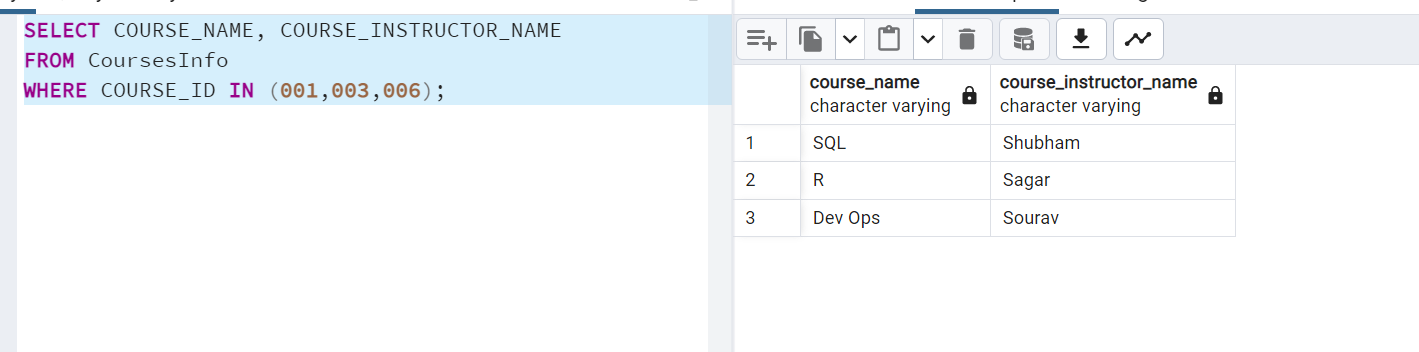 SELECT COURSE_NAME, COURSE_INSTRUCTOR_NAME
FROM CoursesInfo
WHERE COURSE_ID IN (001,003,006);
course_name course_instructor_name
character varying character varying
1 SQL Shubham
2 R Sagar
3 Dev Ops Sourav